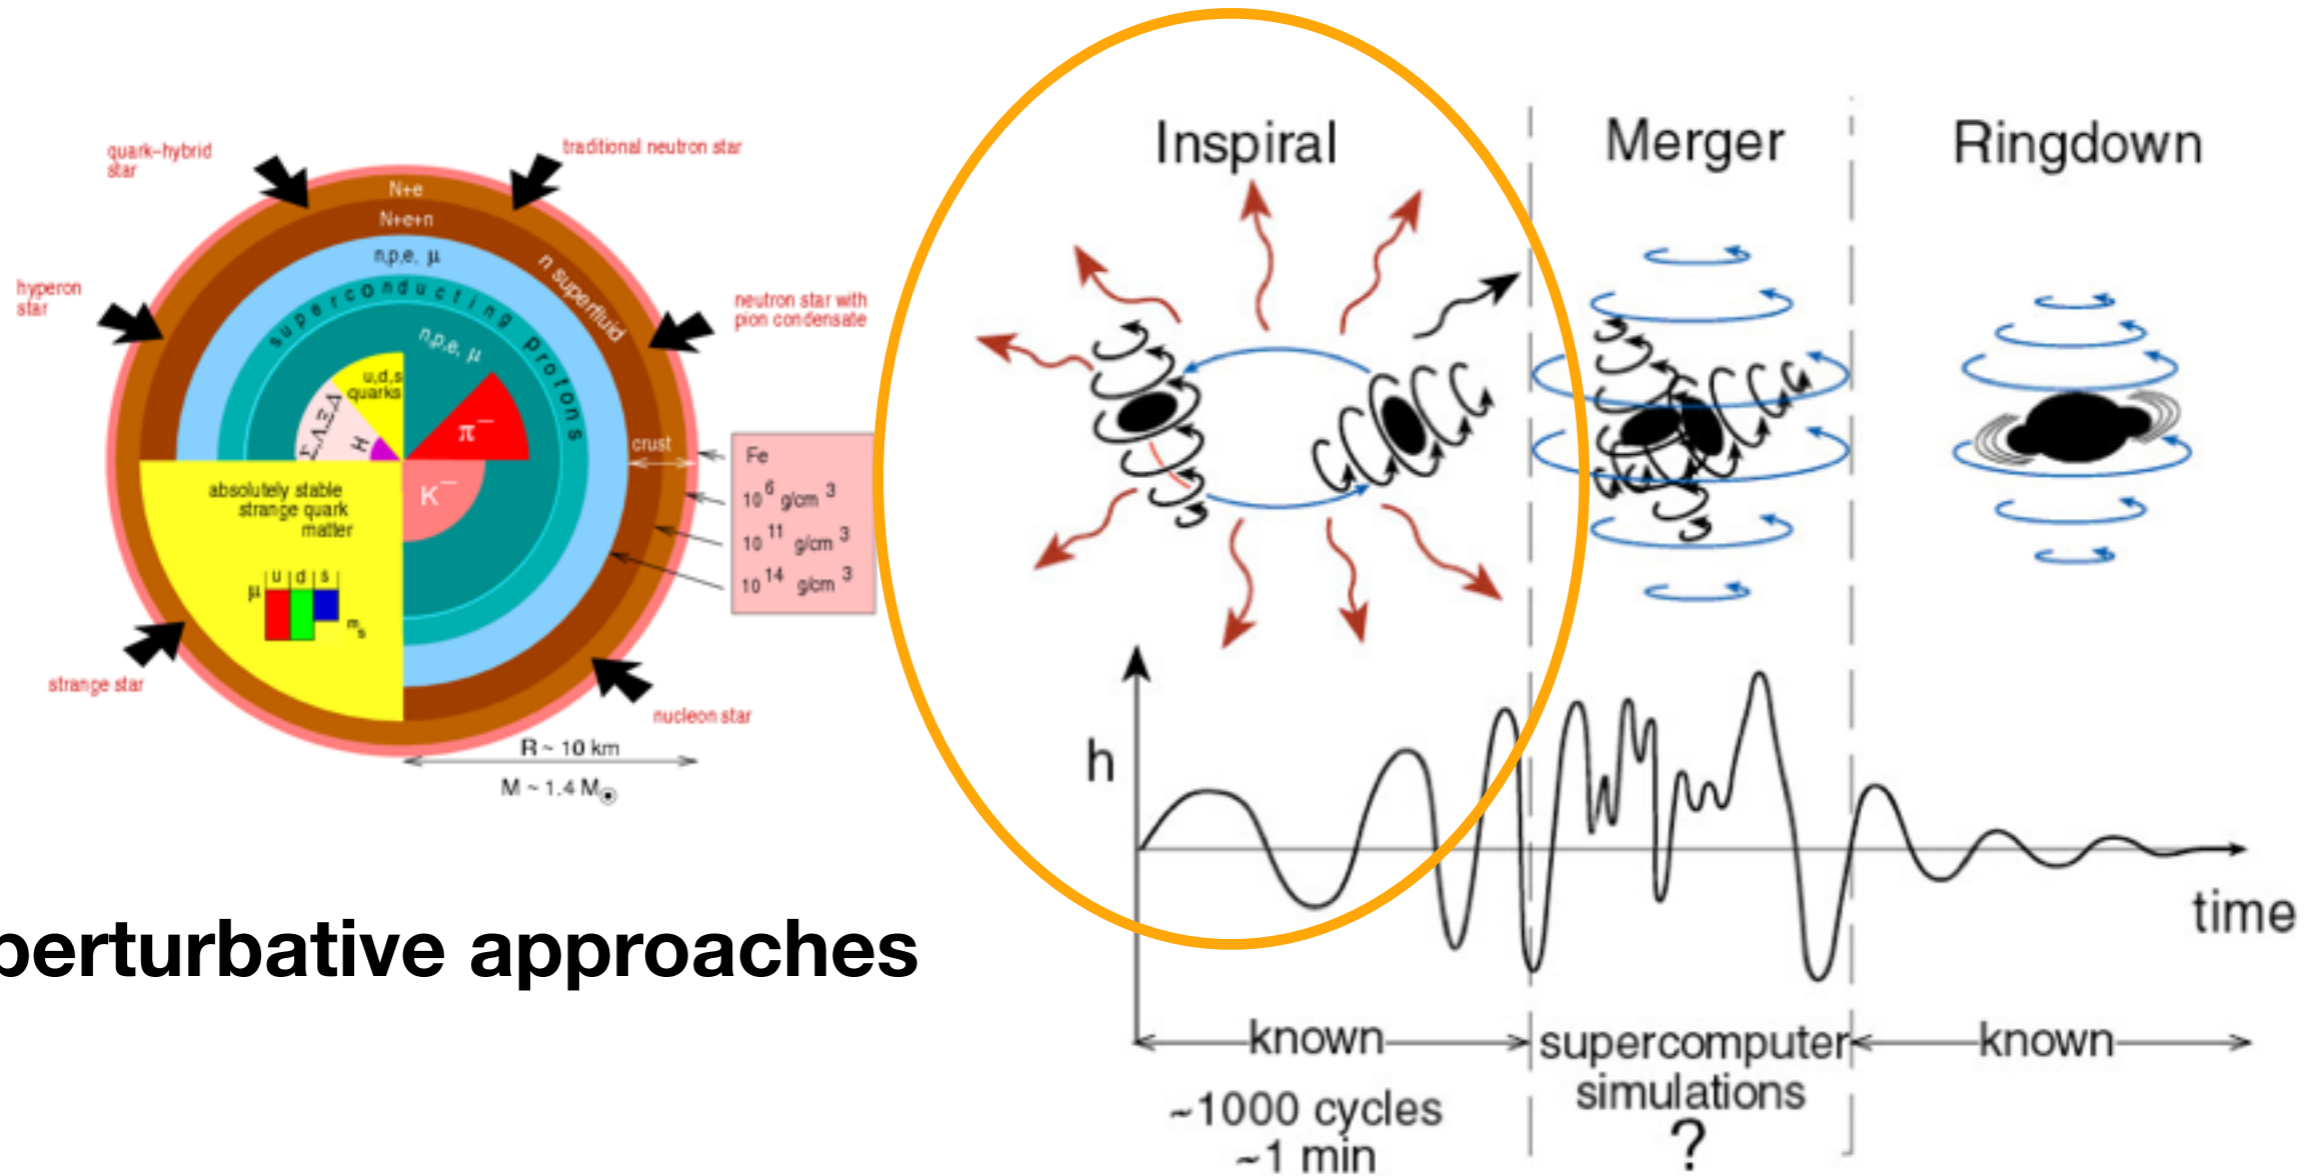 quark-hybrid
star
traditional neutron star
N+e
N+e+n
n,p,e, μ
n superfluid
hyperon
star
superconducting protons
neutron star with
pion condensate
n,p,e, μ
u,d,s
quarks
Σ,Λ,Ξ,Δ
H
π⁻
crust
Fe
K⁻
10⁶ g/cm³
10¹¹ g/cm³
10¹⁴ g/cm³
absolutely stable
strange quark
matter
u d s
μ
mₛ
strange star
nucleon star
R ~ 10 km
M ~ 1.4 M☉
perturbative approaches
Inspiral
Merger
Ringdown
h
time
known
supercomputer
simulations
?
known
~1000 cycles
~1 min